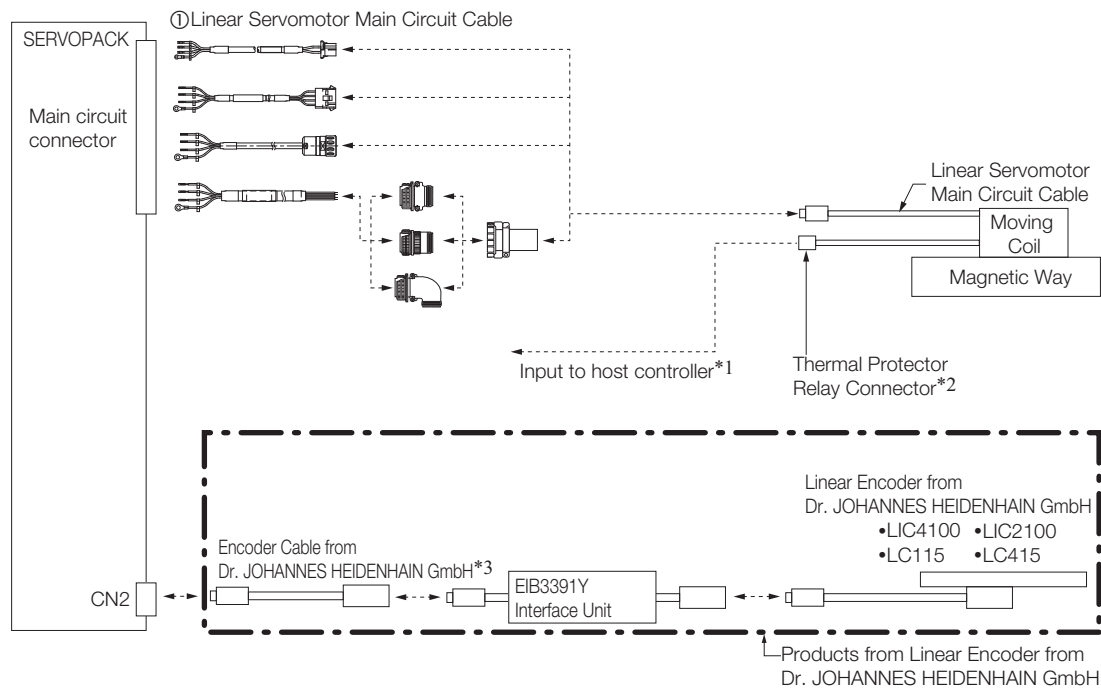 ①Linear Servomotor Main Circuit Cable
SERVOPACK
Main circuit
connector
Linear Servomotor
Main Circuit Cable
Moving
Coil
Magnetic Way
Input to host controller*1
Thermal Protector
Relay Connector*2
Linear Encoder from
Dr. JOHANNES HEIDENHAIN GmbH
•LIC4100 •LIC2100
•LC115 •LC415
Encoder Cable from
Dr. JOHANNES HEIDENHAIN GmbH*3
EIB3391Y
Interface Unit
CN2
Products from Linear Encoder from
Dr. JOHANNES HEIDENHAIN GmbH